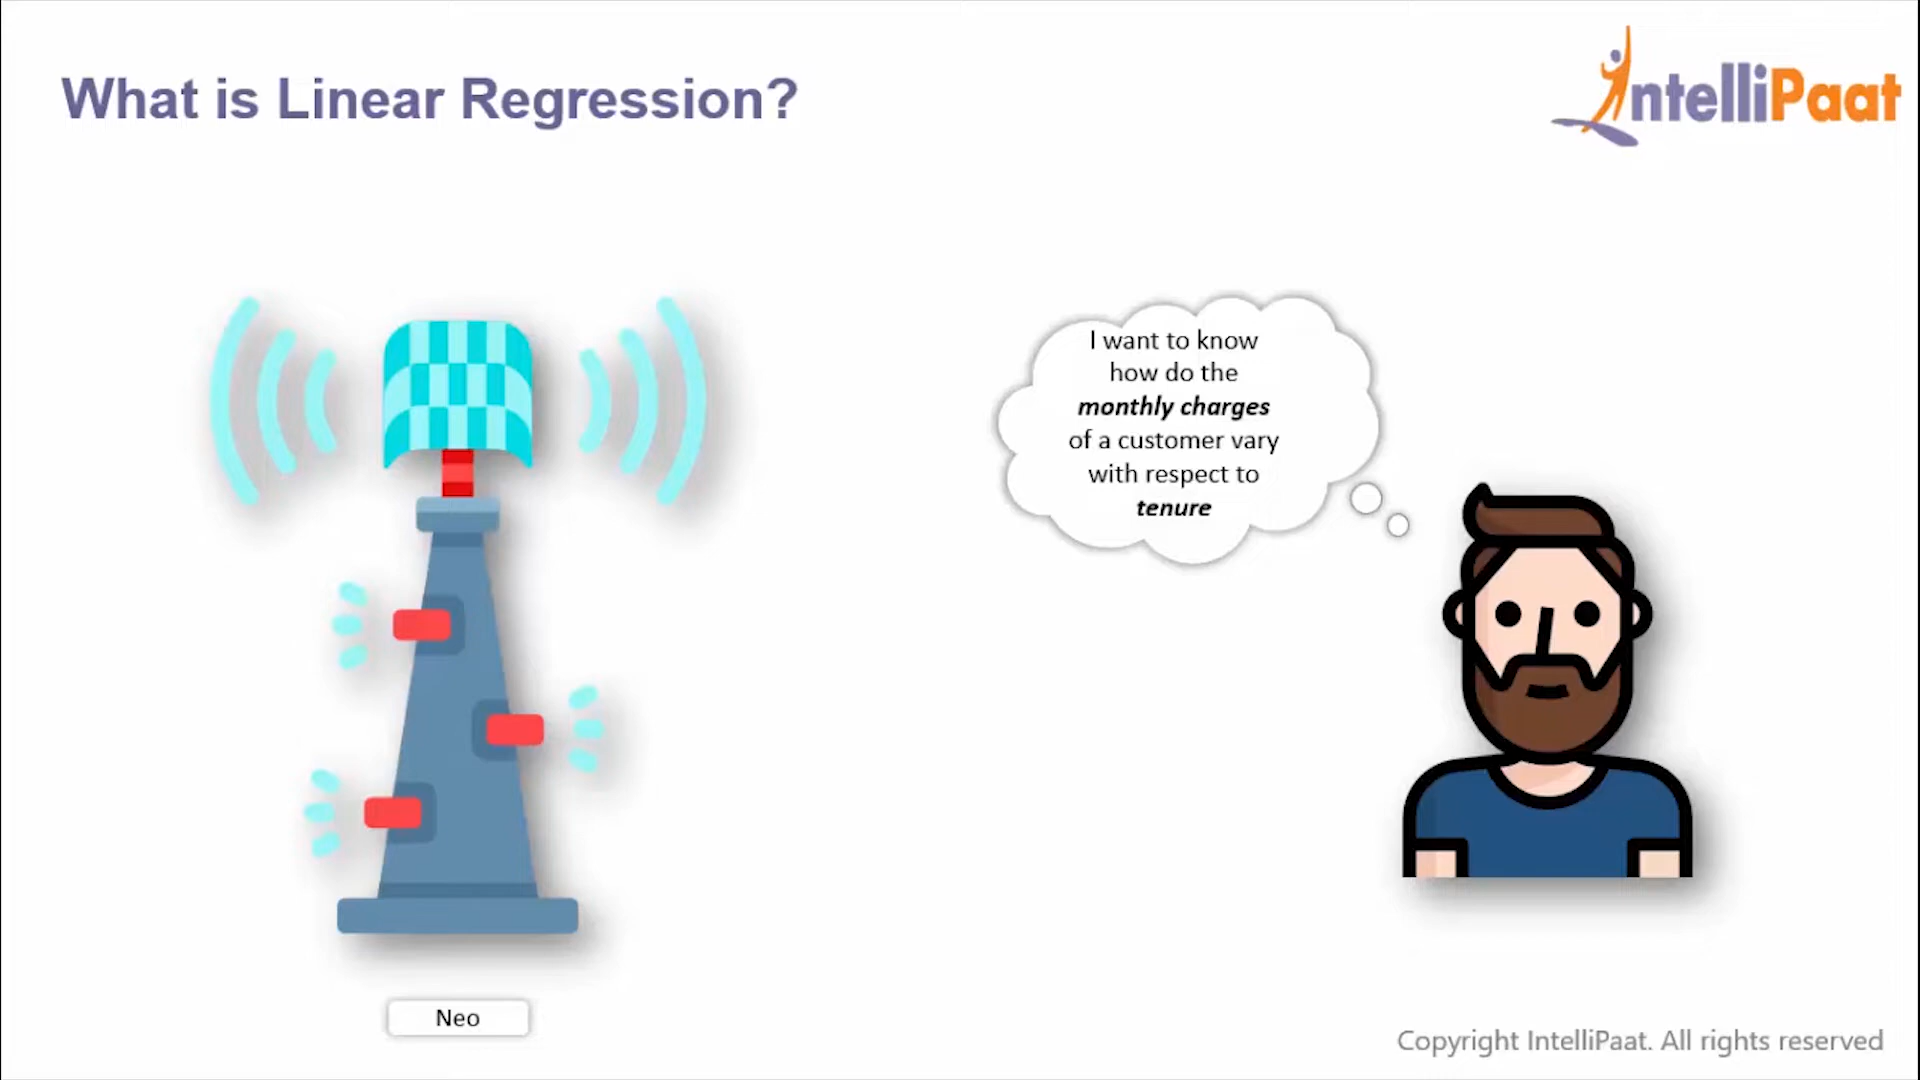 What is Linear Regression?
IntelliPaat
I want to know
how do the
monthly charges
of a customer vary
with respect to
tenure
Neo
Copyright IntelliPaat. All rights reserved